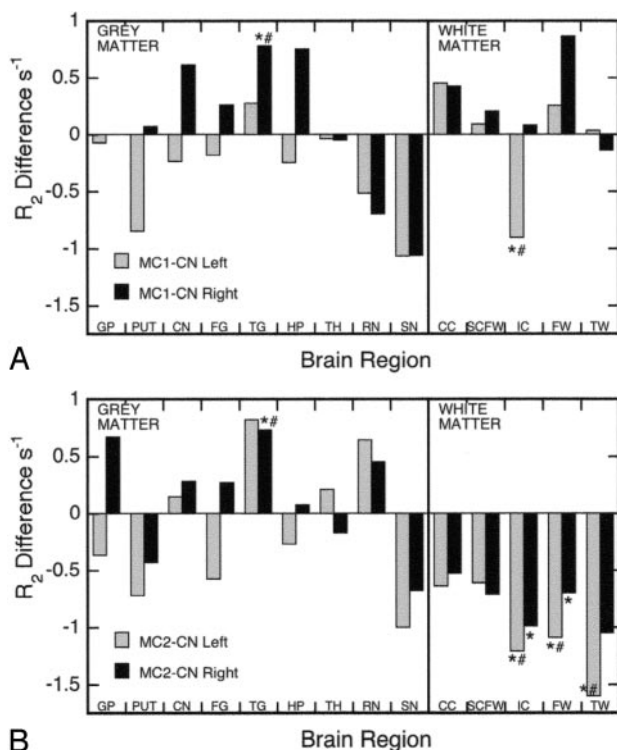 GREY MATTER
WHITE MATTER
*#
*#
1
0.5
0
-0.5
-1
-1.5
R2 Difference s-1
MC1-CN Left
MC1-CN Right
GP PUT CN FG TG HP TH RN SN CC SCFW IC FW TW
A
Brain Region
GREY MATTER
WHITE MATTER
*#
*#
*
*#
*
*#
1
0.5
0
-0.5
-1
-1.5
R2 Difference s-1
MC2-CN Left
MC2-CN Right
GP PUT CN FG TG HP TH RN SN CC SCFW IC FW TW
B
Brain Region